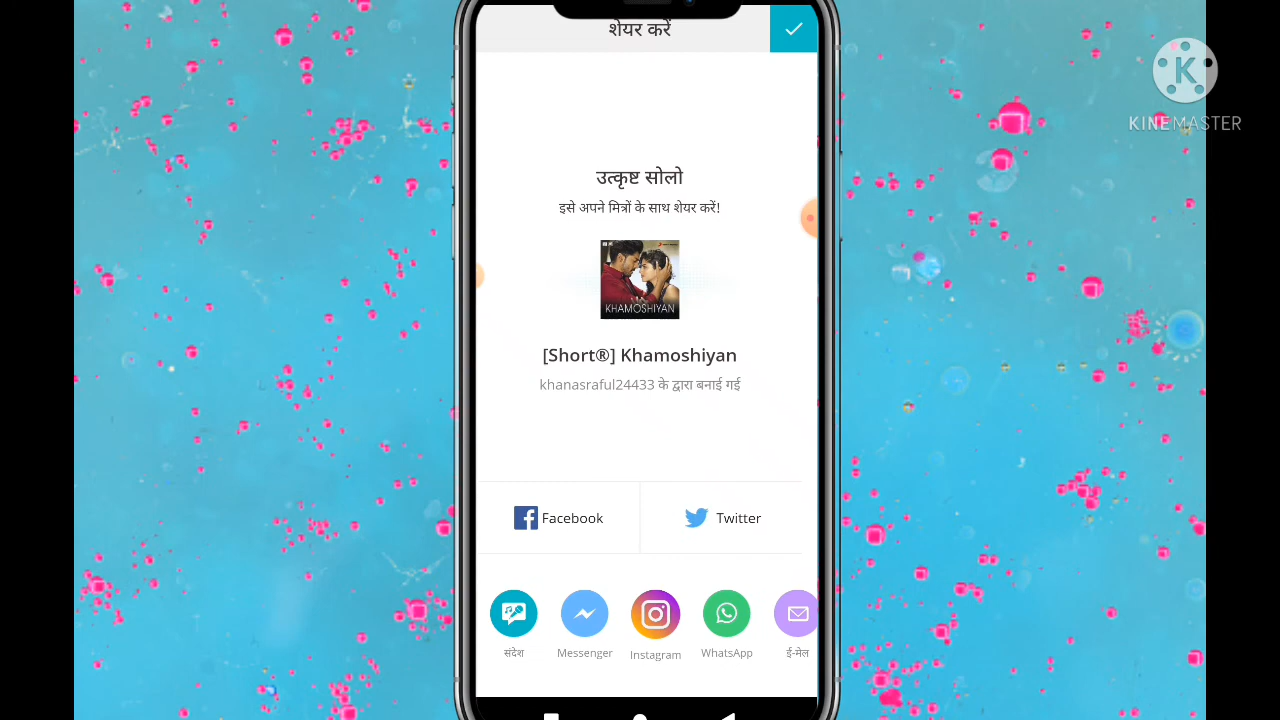 शेयर करें
KINEMASTER
उत्कृष्ट सोलो
इसे अपने मित्रों के साथ शेयर करें!
KHAMOSHIYAN
[Short®] Khamoshiyan
khanasraful24433 के द्वारा बनाई गई
Facebook
Twitter
संदेश
Messenger
Instagram
WhatsApp
ई-मेल